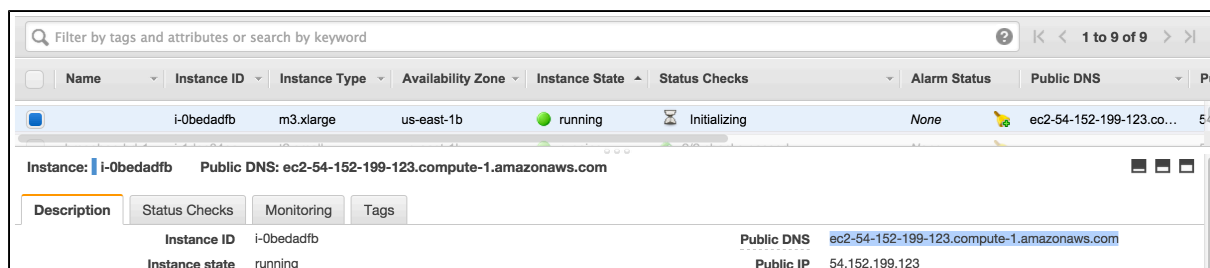 Filter by tags and attributes or search by keyword ? 1 to 9 of 9
Name Instance ID Instance Type Availability Zone Instance State Status Checks Alarm Status Public DNS
i-0bedadfb m3.xlarge us-east-1b running Initializing None ec2-54-152-199-123.co...
Instance: i-0bedadfb Public DNS: ec2-54-152-199-123.compute-1.amazonaws.com
Description Status Checks Monitoring Tags
Instance ID i-0bedadfb Public DNS ec2-54-152-199-123.compute-1.amazonaws.com
Instance state running Public IP 54.152.199.123